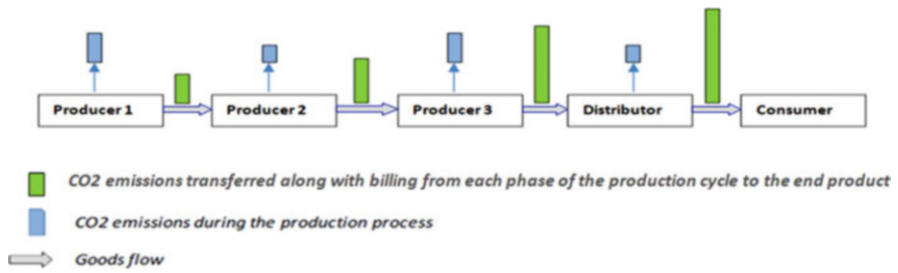 Producer 1
Producer 2
Producer 3
Distributor
Consumer
CO2 emissions transferred along with billing from each phase of the production cycle to the end product
CO2 emissions during the production process
Goods flow